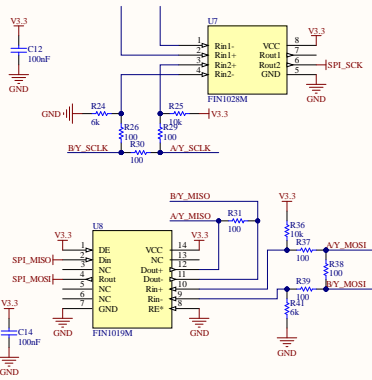 U7
V3.3
C12
100nF
GND
1 Rin1- VCC 8
2 Rin1+ Rout1 7
3 Rin2+ Rout2 6 SPI_SCK
4 Rin2- GND 5
V3.3
GND
FIN1028M
GND R24 6k
R25 10k V3.3
R26 100
R29 100
R30 100
B/Y_SCLK
A/Y_SCLK
B/Y_MISO
A/Y_MISO
R31
100
V3.3
R36
10k
R37
100
A/Y_MOSI
R38
100
R39
100
B/Y_MOSI
R41
6k
GND
U8
V3.3
V3.3
1 DE VCC 14
SPI_MISO 2 Din NC 13
3 NC Dout+ 12
SPI_MOSI 4 Rout Dout- 11
5 NC Rin+ 10
6 NC Rin- 9
7 GND RE* 8
FIN1019M
GND
GND
V3.3
C14
100nF
GND